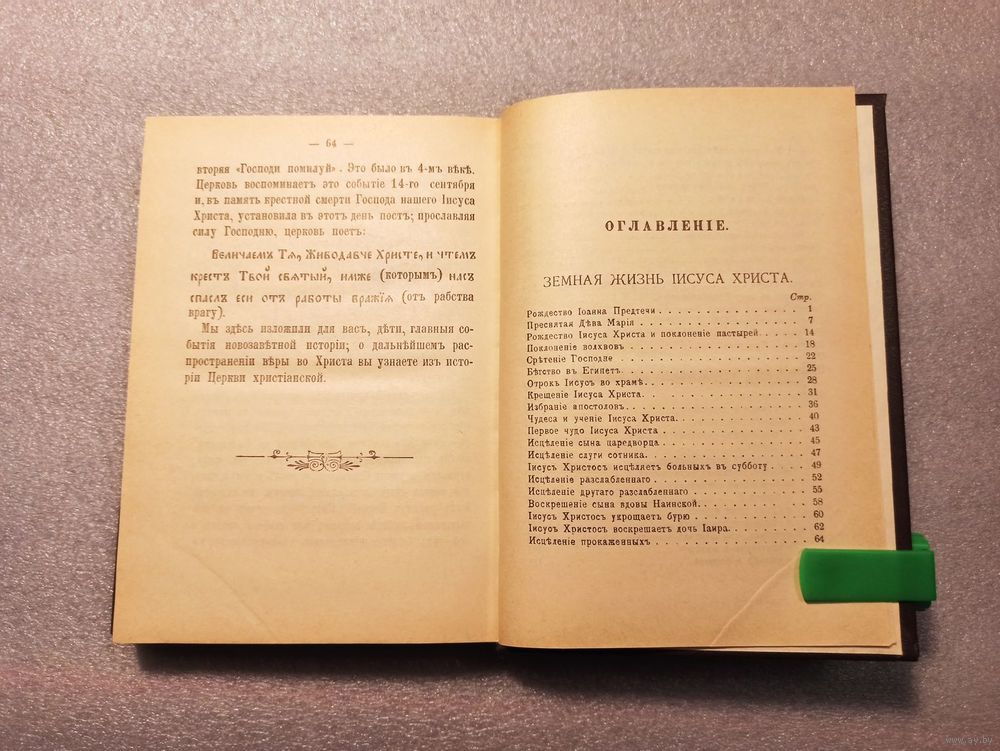 — 64 —
вторая «Господи помилуй». Это было въ 4-мъ вѣкѣ.
Церковь воспоминаетъ это событіе 14-го сентября
и, въ память крестной смерти Господа нашего Іисуса
Христа, установила въ этотъ день постъ; прославляя
силу Господню, церковь поетъ:
Величаемъ Тѧ, Живодавче Христе, и чтемъ
крестъ Твой свѧтый, имже (которымъ) насъ
спаслъ еси отъ работы вражїѧ (отъ рабства
врагу).
Мы здѣсь изложили для васъ, дѣти, главныя со-
бытія новозавѣтной исторіи; о дальнѣйшемъ рас-
пространеніи вѣры во Христа вы узнаете изъ исто-
ріи Церкви христіанской.
ОГЛАВЛЕНІЕ.
ЗЕМНАЯ ЖИЗНЬ ІИСУСА ХРИСТА.
Стр.
Рождество Іоанна Предтечи . . . . . . . . . . . . . 1
Пресвятая Дѣва Марія . . . . . . . . . . . . . . . 7
Рождество Іисуса Христа и поклоненіе пастырей. . . . . 14
Поклоненіе волхвовъ . . . . . . . . . . . . . . . 18
Срѣтеніе Господне . . . . . . . . . . . . . . . . 22
Бѣгство въ Египетъ . . . . . . . . . . . . . . . . 25
Отрокъ Іисусъ во храмѣ. . . . . . . . . . . . . . 28
Крещеніе Іисуса Христа. . . . . . . . . . . . . . 31
Избраніе апостоловъ. . . . . . . . . . . . . . . . 36
Чудеса и ученіе Іисуса Христа. . . . . . . . . . . . 40
Первое чудо Іисуса Христа . . . . . . . . . . . . . 43
Исцѣленіе сына царедворца . . . . . . . . . . . . . 45
Исцѣленіе слуги сотника. . . . . . . . . . . . . . 47
Іисусъ Христосъ исцѣляетъ больныхъ въ субботу . . . . 49
Исцѣленіе разслабленнаго . . . . . . . . . . . . . 52
Исцѣленіе другаго разслабленнаго . . . . . . . . . . 55
Воскрешеніе сына вдовы Наинской. . . . . . . . . . . 58
Іисусъ Христосъ укрощаетъ бурю . . . . . . . . . . . 60
Іисусъ Христосъ воскрешаетъ дочь Іаира. . . . . . . . 62
Исцѣленіе прокаженныхъ . . . . . . . . . . . . . . 64
www.ay.by